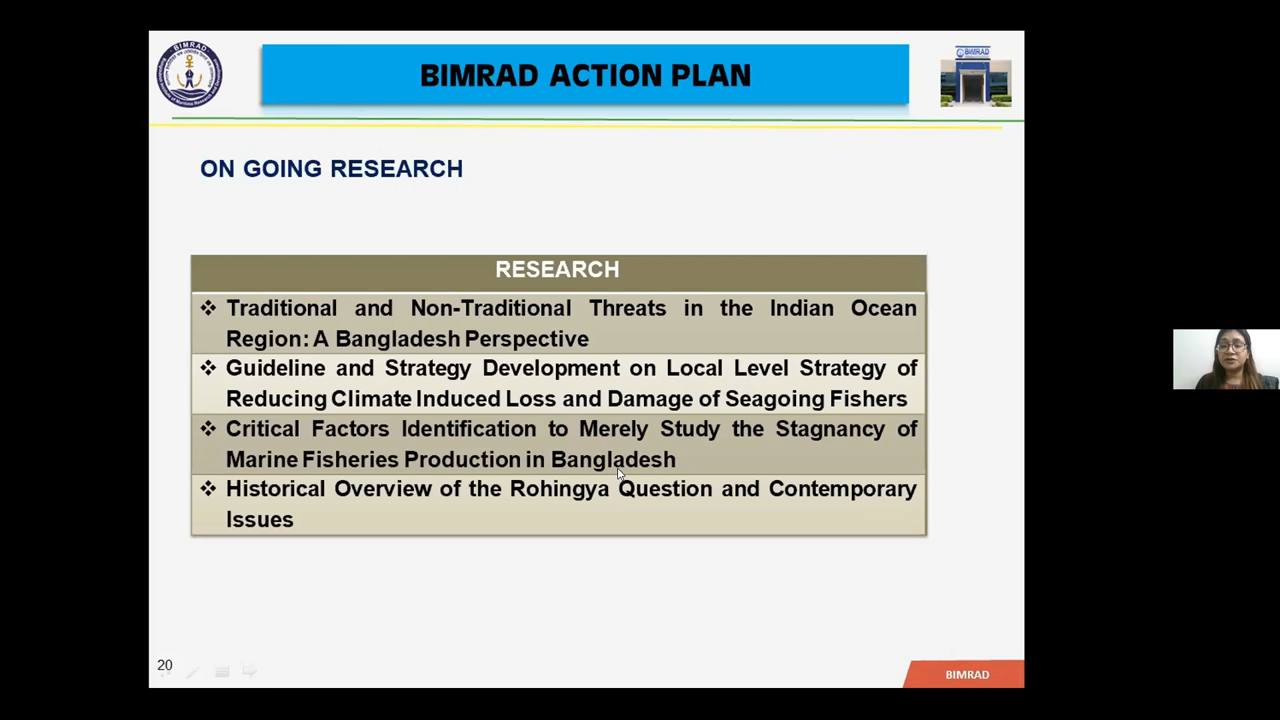 BIMRAD
BIMRAD ACTION PLAN
BIMRAD
ON GOING RESEARCH
RESEARCH
❖ Traditional and Non-Traditional Threats in the Indian Ocean
Region: A Bangladesh Perspective
❖ Guideline and Strategy Development on Local Level Strategy of
Reducing Climate Induced Loss and Damage of Seagoing Fishers
❖ Critical Factors Identification to Merely Study the Stagnancy of
Marine Fisheries Production in Bangladesh
❖ Historical Overview of the Rohingya Question and Contemporary
Issues
20
BIMRAD